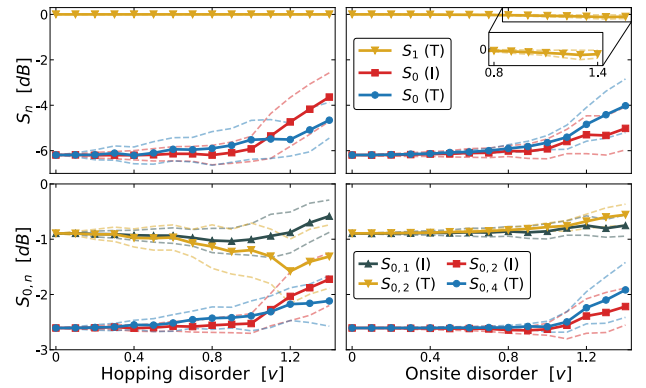 0
-2
-4
-6
S_n [dB]
0
0.8
1.4
S_1 (T)
S_0 (I)
S_0 (T)
0
-1
-2
-3
S_{0,n} [dB]
S_{0,1} (I)
S_{0,2} (I)
S_{0,2} (T)
S_{0,4} (T)
0
0.4
0.8
1.2
0
0.4
0.8
1.2
Hopping disorder [v]
Onsite disorder [v]